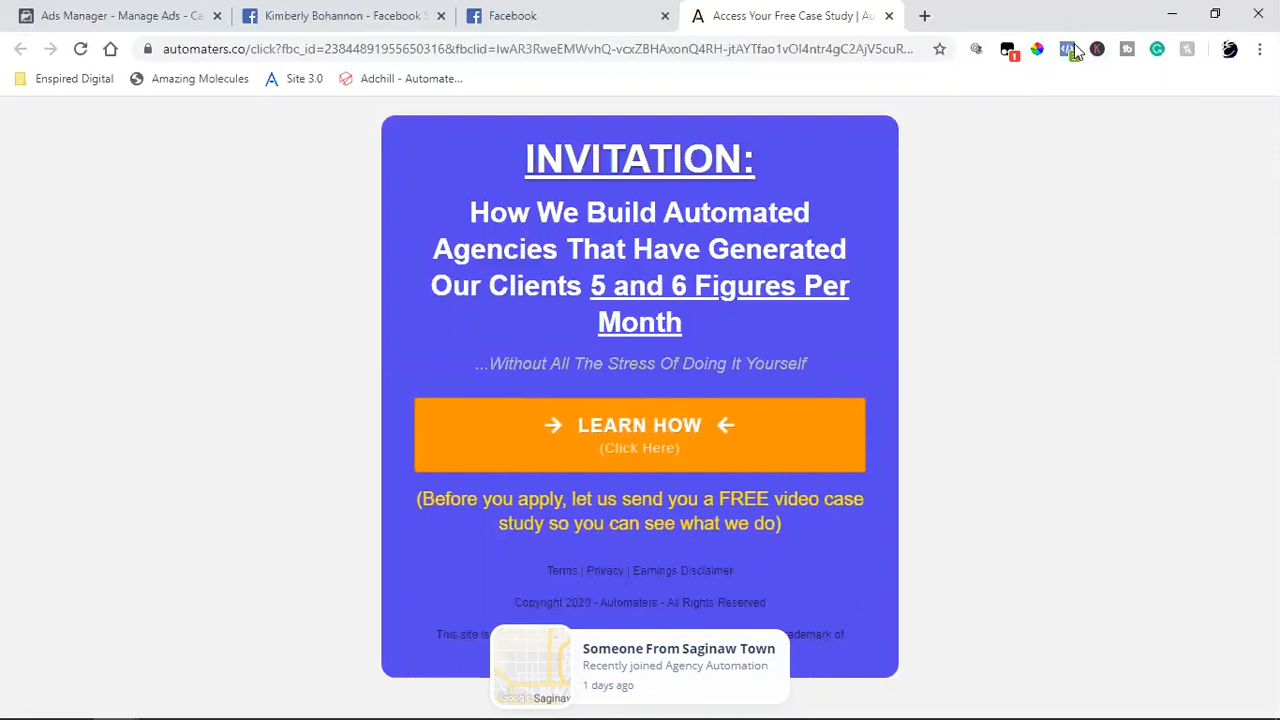 Ads Manager - Manage Ads - Ca
Kimberly Bohannon - Facebook S
Facebook
Access Your Free Case Study | Au
automaters.co/click?fbc_id=23844891955650316&fbclid=IwAR3RweEMWvhQ-vcxZBHAxonQ4RH-jtAYTfao1vOI4ntr4gC2AjV5cuR...
1
Enspired Digital
Amazing Molecules
Site 3.0
Adchill - Automate...
INVITATION:
How We Build Automated
Agencies That Have Generated
Our Clients 5 and 6 Figures Per
Month
...Without All The Stress Of Doing It Yourself
LEARN HOW
(Click Here)
(Before you apply, let us send you a FREE video case
study so you can see what we do)
Terms | Privacy | Earnings Disclaimer
Copyright 2020 - Automaters - All Rights Reserved
This site is
trademark of
Someone From Saginaw Town
Recently joined Agency Automation
1 days ago
Google